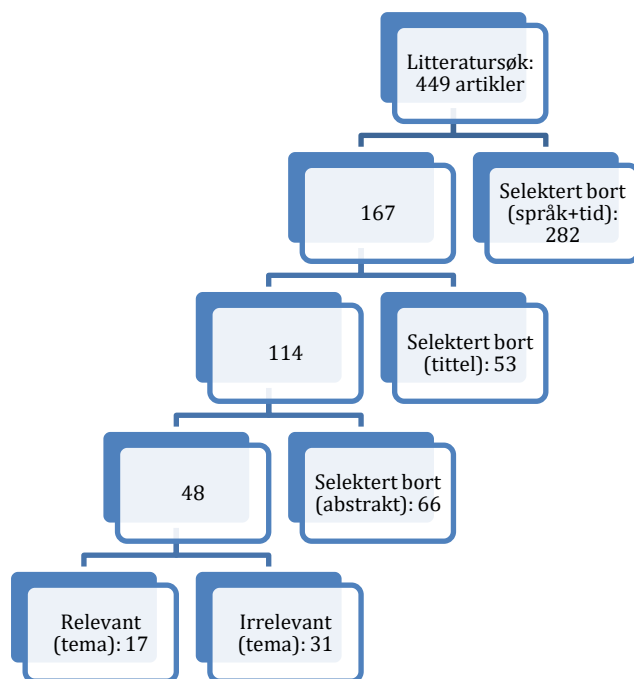 Litteratursøk:
449 artikler
167
Selektert bort
(språk+tid):
282
114
Selektert bort
(tittel): 53
48
Selektert bort
(abstrakt): 66
Relevant
(tema): 17
Irrelevant
(tema): 31